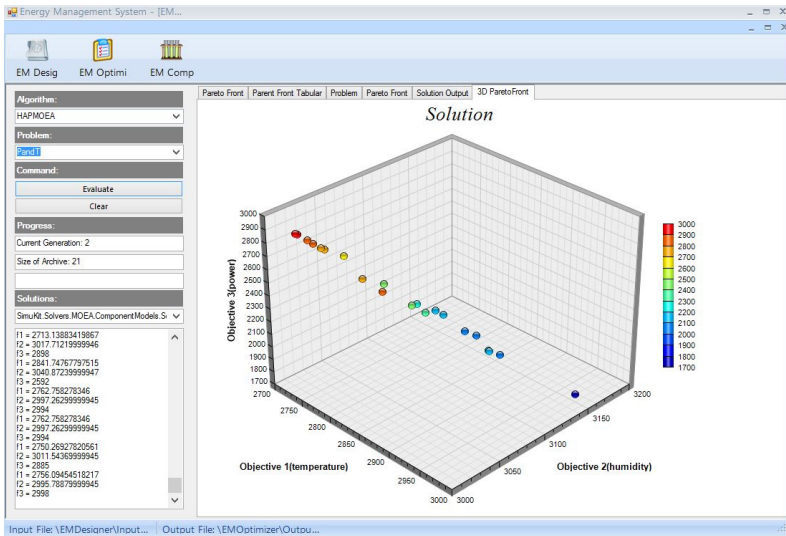 Energy Management System - [EM...
EM Desig
EM Optimi
EM Comp
Algorithm:
HAPMOEA
Problem:
PandT
Command:
Evaluate
Clear
Progress:
Current Generation: 2
Size of Archive: 21
Solutions:
SimuKit.Solvers.MOEA.ComponentModels.S
f1 = 2713.13883419867
f2 = 3017.71219999946
f3 = 2898
f1 = 2841.74767797515
f2 = 3040.87239999947
f3 = 2592
f1 = 2762.758278346
f2 = 2997.26299999945
f3 = 2994
f1 = 2762.758278346
f2 = 2997.26299999945
f3 = 2994
f1 = 2750.26927820561
f2 = 3011.54369999945
f3 = 2885
f1 = 2756.09454518217
f2 = 2995.78879999945
f3 = 2998
Pareto Front
Parent Front Tabular
Problem
Pareto Front
Solution Output
3D ParetoFront
Solution
3000
2900
2800
2700
2600
2500
2400
2300
2200
2100
2000
1900
1800
1700
Objective 3(power)
2700
2750
2800
2850
2900
2950
3000
Objective 1(temperature)
3000
3050
3100
3150
3200
Objective 2(humidity)
3000
2900
2800
2700
2600
2500
2400
2300
2200
2100
2000
1900
1800
1700
Input File: \EMDesigner\Input...
Output File: \EMOptimizer\Outpu...